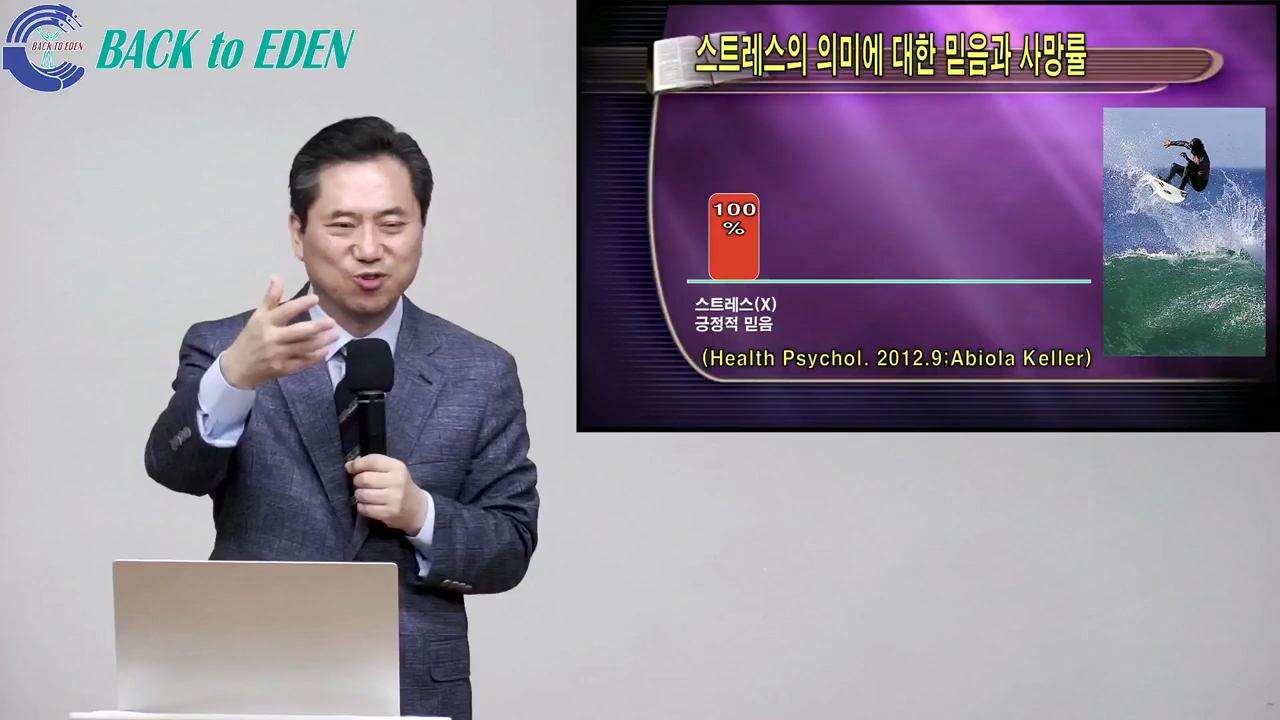 BACK TO EDEN
BACK to EDEN
스트레스의 의미에 대한 믿음과 사망률
100
%
스트레스(X)
긍정적 믿음
(Health Psychol. 2012.9;Abiola Keller)